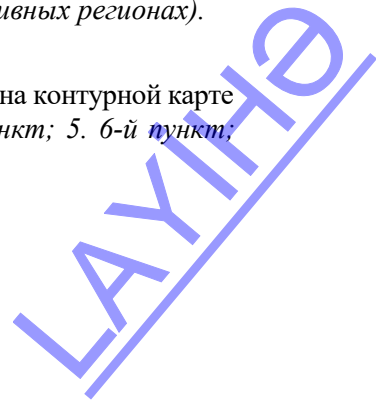 ивных регионах).
на контурной карте
нкт; 5. 6-й пункт;
LAYİHƏ